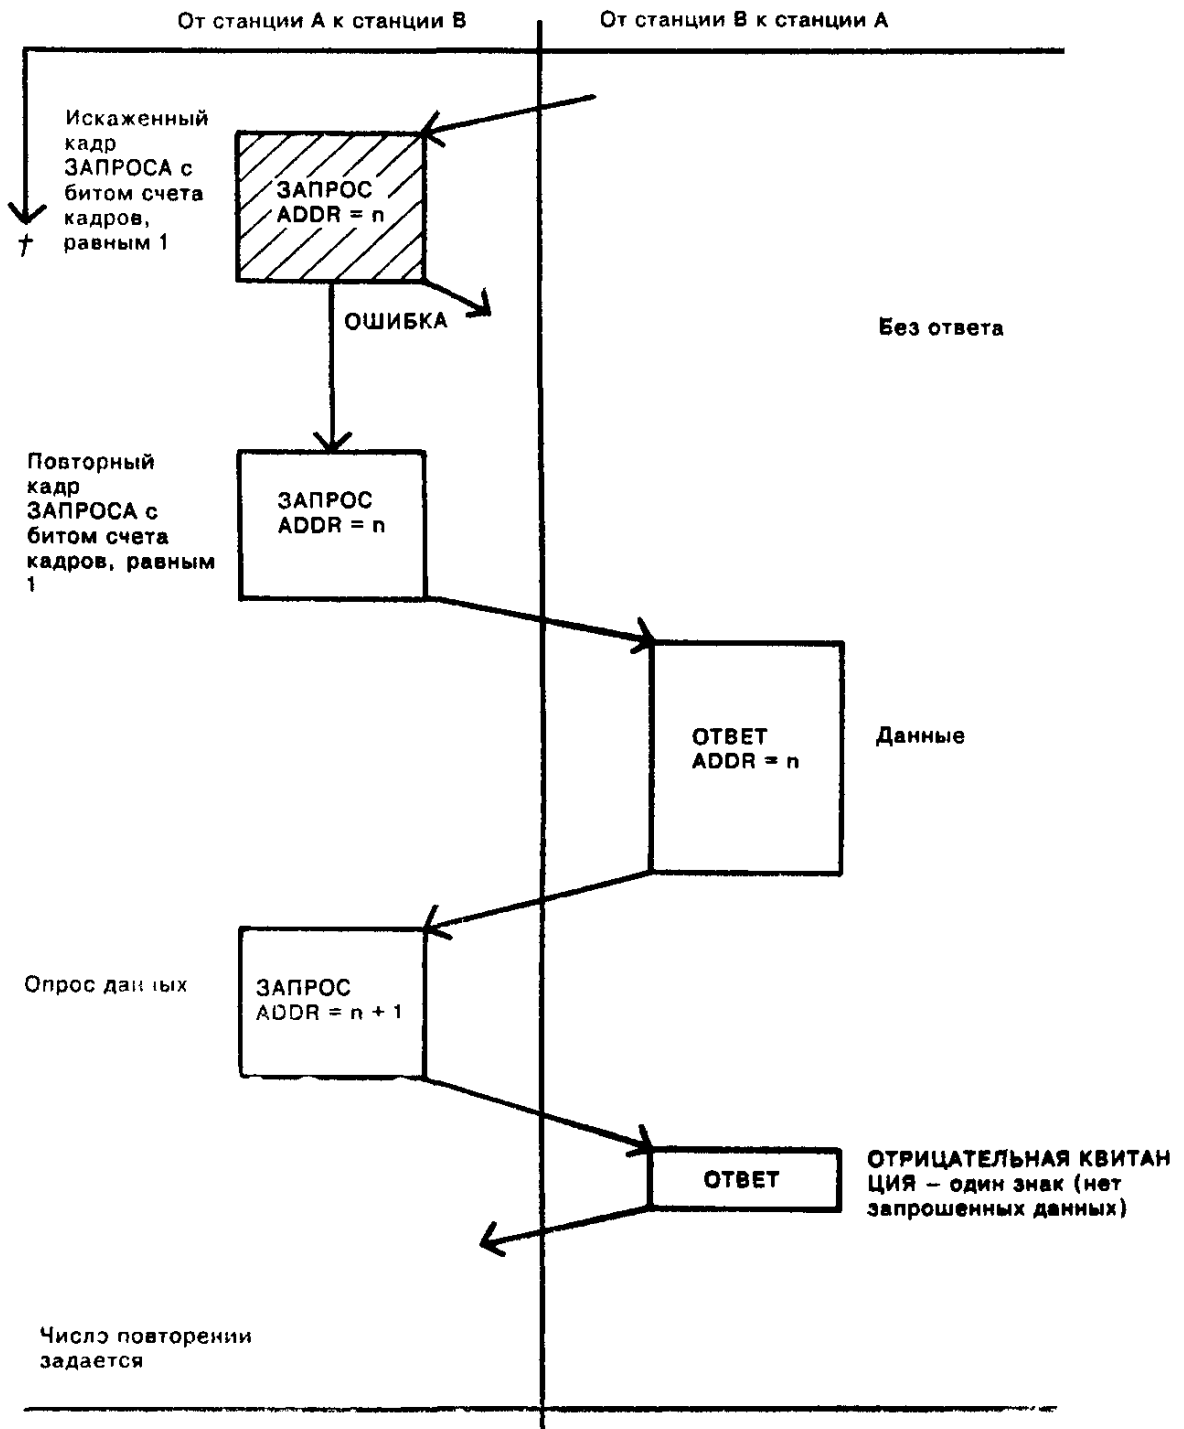 От станции А к станции В
От станции В к станции А
Искаженный
кадр
ЗАПРОСА с
битом счета
кадров,
равным 1
t
ЗАПРОС
ADDR = n
ОШИБКА
Без ответа
Повторный
кадр
ЗАПРОСА с
битом счета
кадров, равным
1
ЗАПРОС
ADDR = n
ОТВЕТ
ADDR = n
Данные
Опрос данных
ЗАПРОС
ADDR = n + 1
ОТВЕТ
ОТРИЦАТЕЛЬНАЯ КВИТАН
ЦИЯ – один знак (нет
запрошенных данных)
Число повторении
задается